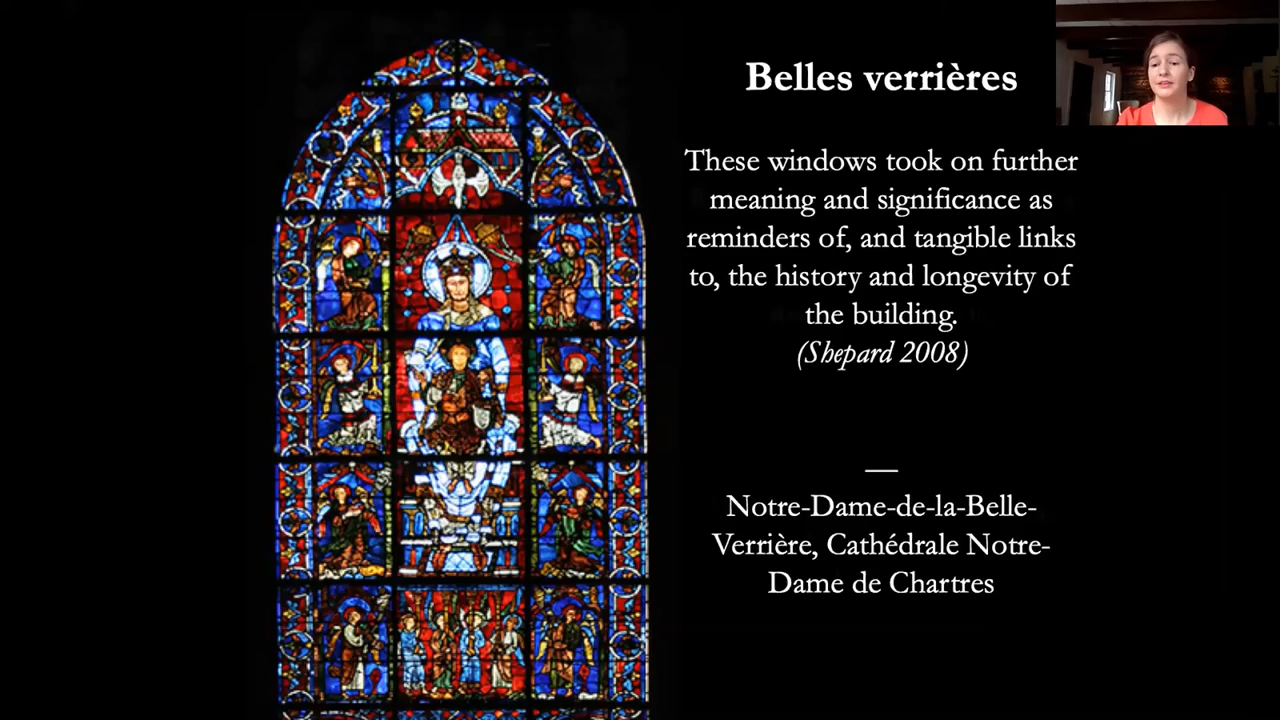 Belles verrières
These windows took on further
meaning and significance as
reminders of, and tangible links
to, the history and longevity of
the building.
(Shepard 2008)
—
Notre-Dame-de-la-Belle-
Verrière, Cathédrale Notre-
Dame de Chartres